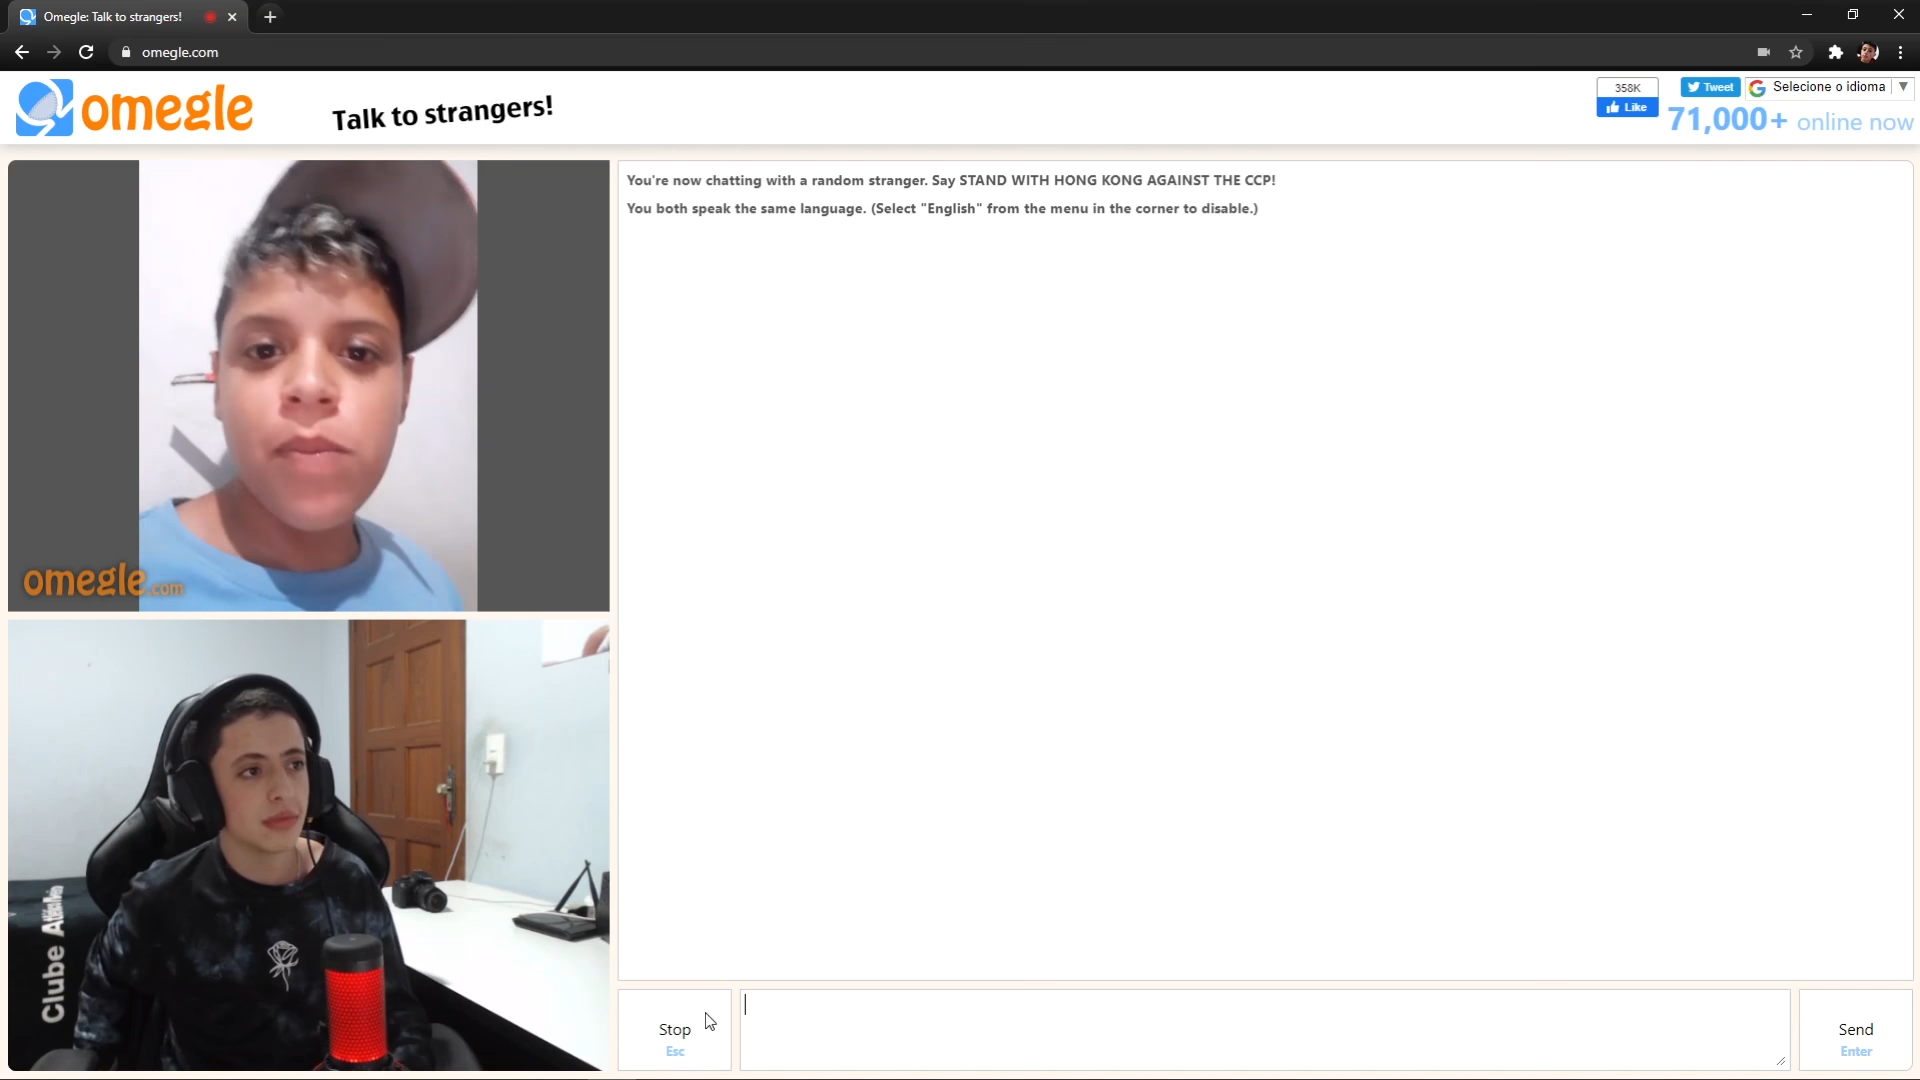 Omegle: Talk to strangers!
omegle.com
omegle
Talk to strangers!
358K
Like
Tweet
Selecione o idioma
71,000+ online now
You're now chatting with a random stranger. Say STAND WITH HONG KONG AGAINST THE CCP!
You both speak the same language. (Select "English" from the menu in the corner to disable.)
omegle.com
Clube
Stop
Esc
Send
Enter